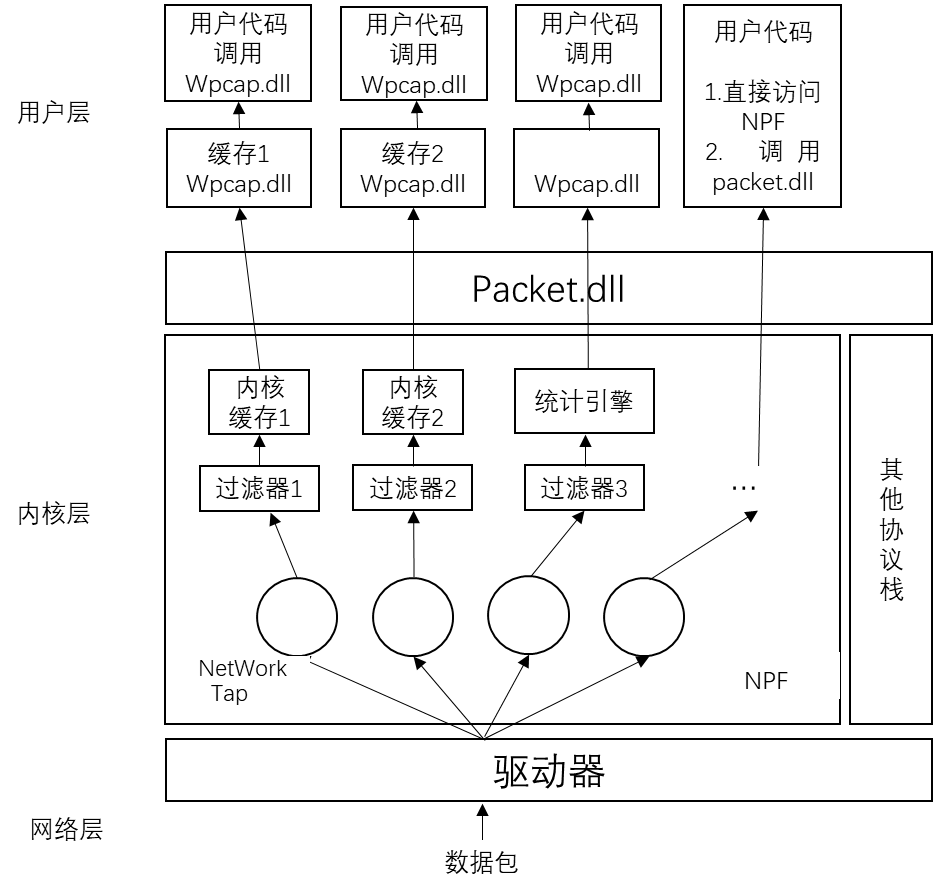 用户代码
调用
Wpcap.dll
用户代码
调用
Wpcap.dll
用户代码
调用
Wpcap.dll
用户代码
1.直接访问
NPF
2. 调 用
packet.dll
用户层
缓存1
Wpcap.dll
缓存2
Wpcap.dll
Wpcap.dll
Packet.dll
内核
缓存1
内核
缓存2
统计引擎
过滤器1
过滤器2
过滤器3
...
其
他
协
议
栈
内核层
NetWork
Tap
NPF
驱动器
网络层
数据包